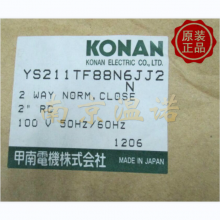 原装
正品
KONAN
KONAN ELECTRIC CO., LTD.
YS211TF88N6JJ2
N
2 WAY NORM.CLOSE
2" RC
100 V 50Hz/60Hz
1206
甲南電機株式会社
MADE IN JAPAN